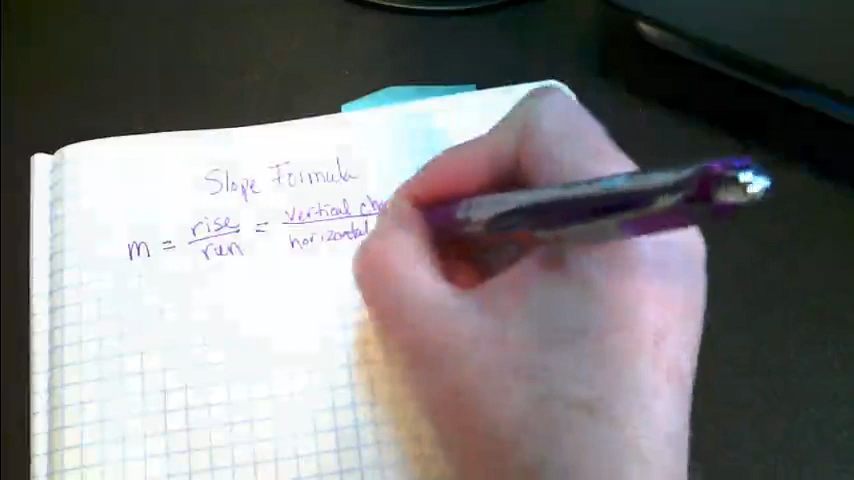 Slope Formula
m = rise/run = vertical / horizontal